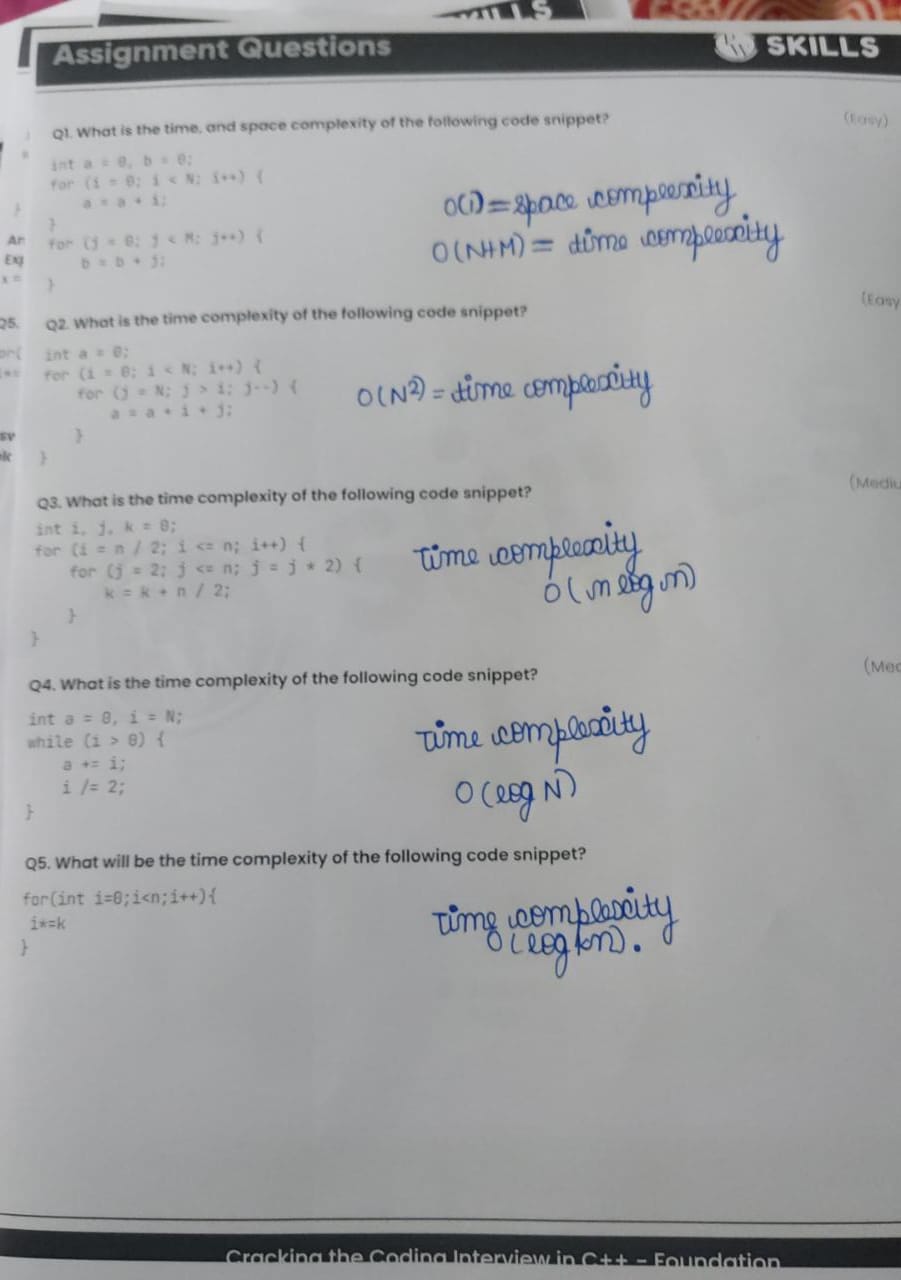 Assignment Questions
SKILLS
Q1. What is the time, and space complexity of the following code snippet?
(Easy)
int a = 0, b = 0;
for (i = 0; i < N; i++) {
a = a + i;
}
for (j = 0; j < M; j++) {
b = b + j;
}
O(1) = space complexity
O(N+M) = time complexity
Q2. What is the time complexity of the following code snippet?
(Easy
int a = 0;
for (i = 0; i < N; i++) {
for (j = N; j > i; j--) {
a = a + i + j;
}
}
O(N²) = time complexity
Q3. What is the time complexity of the following code snippet?
(Mediu
int i, j, k = 0;
for (i = n / 2; i <= n; i++) {
for (j = 2; j <= n; j = j * 2) {
k = k + n / 2;
}
}
Time complexity
O(n log n)
Q4. What is the time complexity of the following code snippet?
(Med
int a = 0, i = N;
while (i > 0) {
a += i;
i /= 2;
}
Time complexity
O(log N)
Q5. What will be the time complexity of the following code snippet?
for(int i=0;i<n;i++){
i*=k
}
Time complexity
O(log kn).
Cracking the Coding Interview in C++ - Foundation